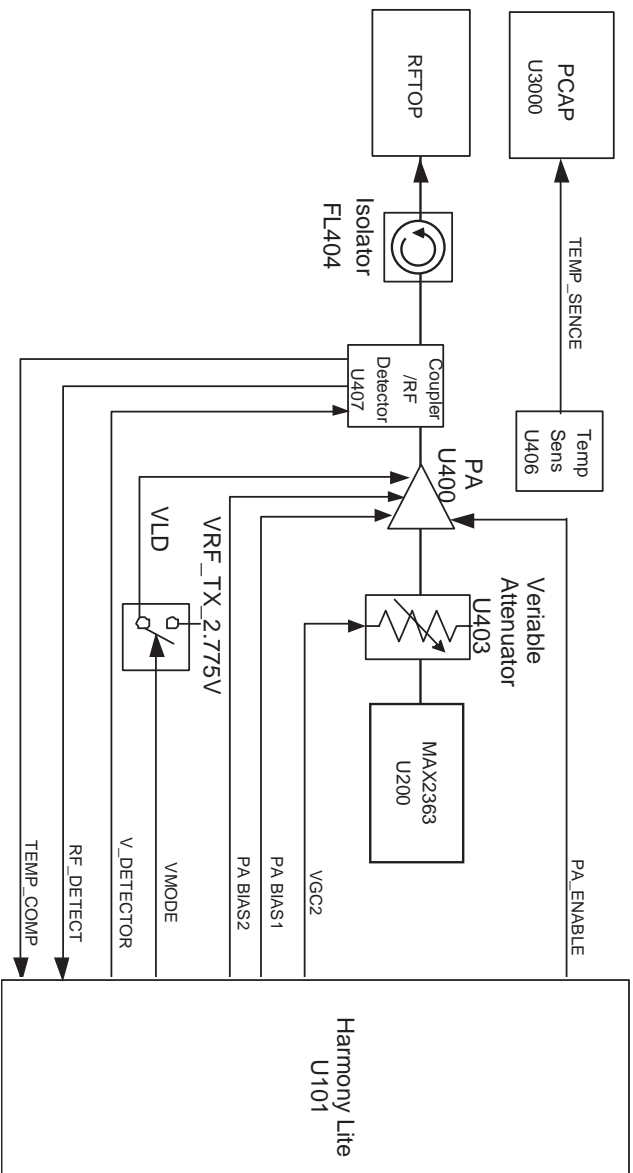 PCAP
U3000
TEMP_SENCE
Temp
Sens
U406
PA_ENABLE
RFTOP
Isolator
FL404
Coupler
/RF
Detector
U407
PA
U400
Veriable
Attenuator
U403
MAX2363
U200
VLD
VRF_TX_2.775V
VGC2
PA BIAS1
PA BIAS2
VMODE
V_DETECTOR
RF_DETECT
TEMP_COMP
Harmony Lite
U101